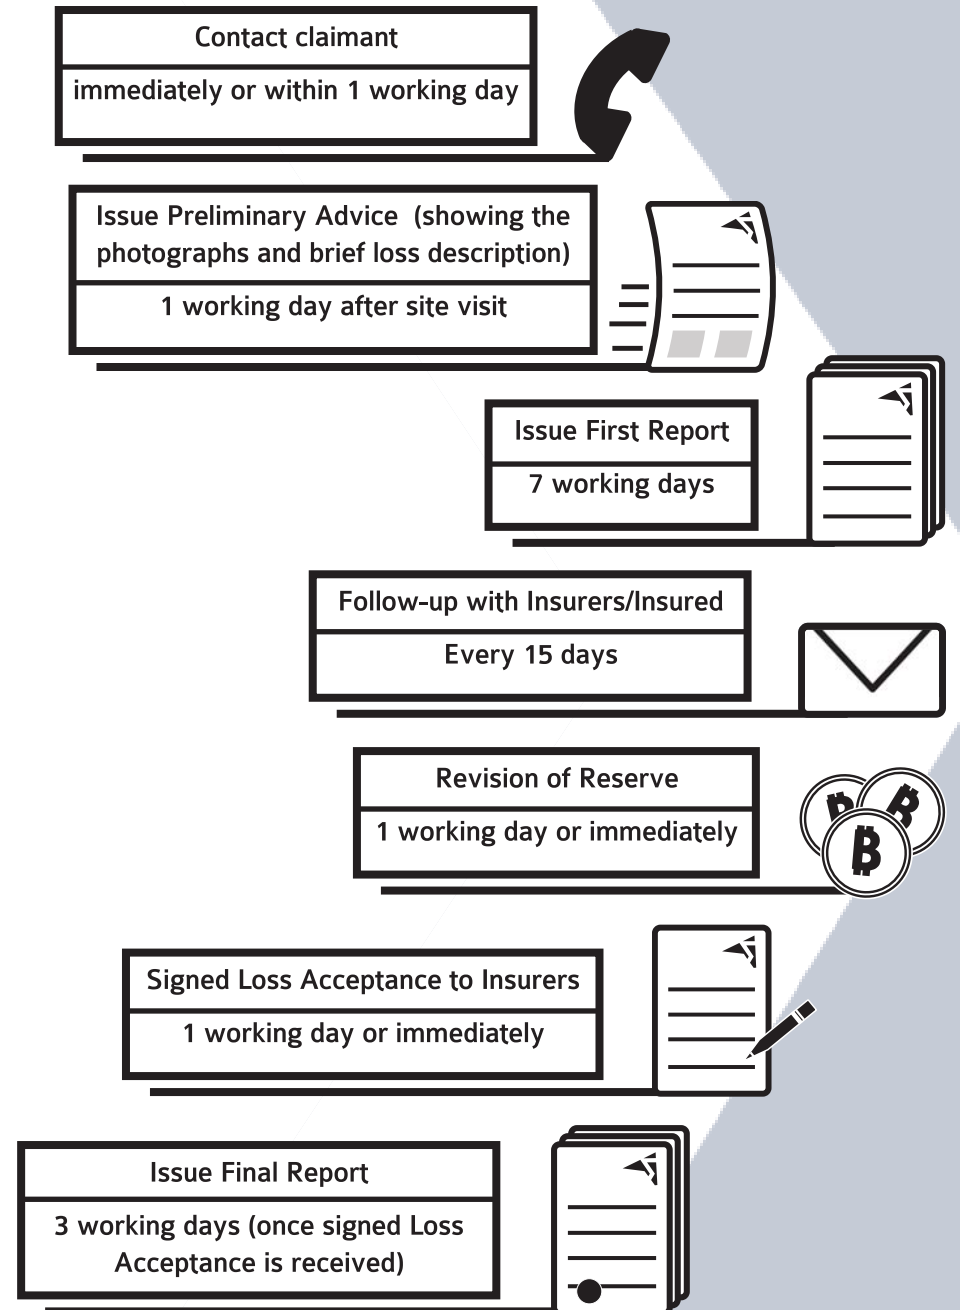 Contact claimant
immediately or within 1 working day
Issue Preliminary Advice (showing the
photographs and brief loss description)
1 working day after site visit
Issue First Report
7 working days
Follow-up with Insurers/Insured
Every 15 days
Revision of Reserve
1 working day or immediately
Signed Loss Acceptance to Insurers
1 working day or immediately
Issue Final Report
3 working days (once signed Loss
Acceptance is received)